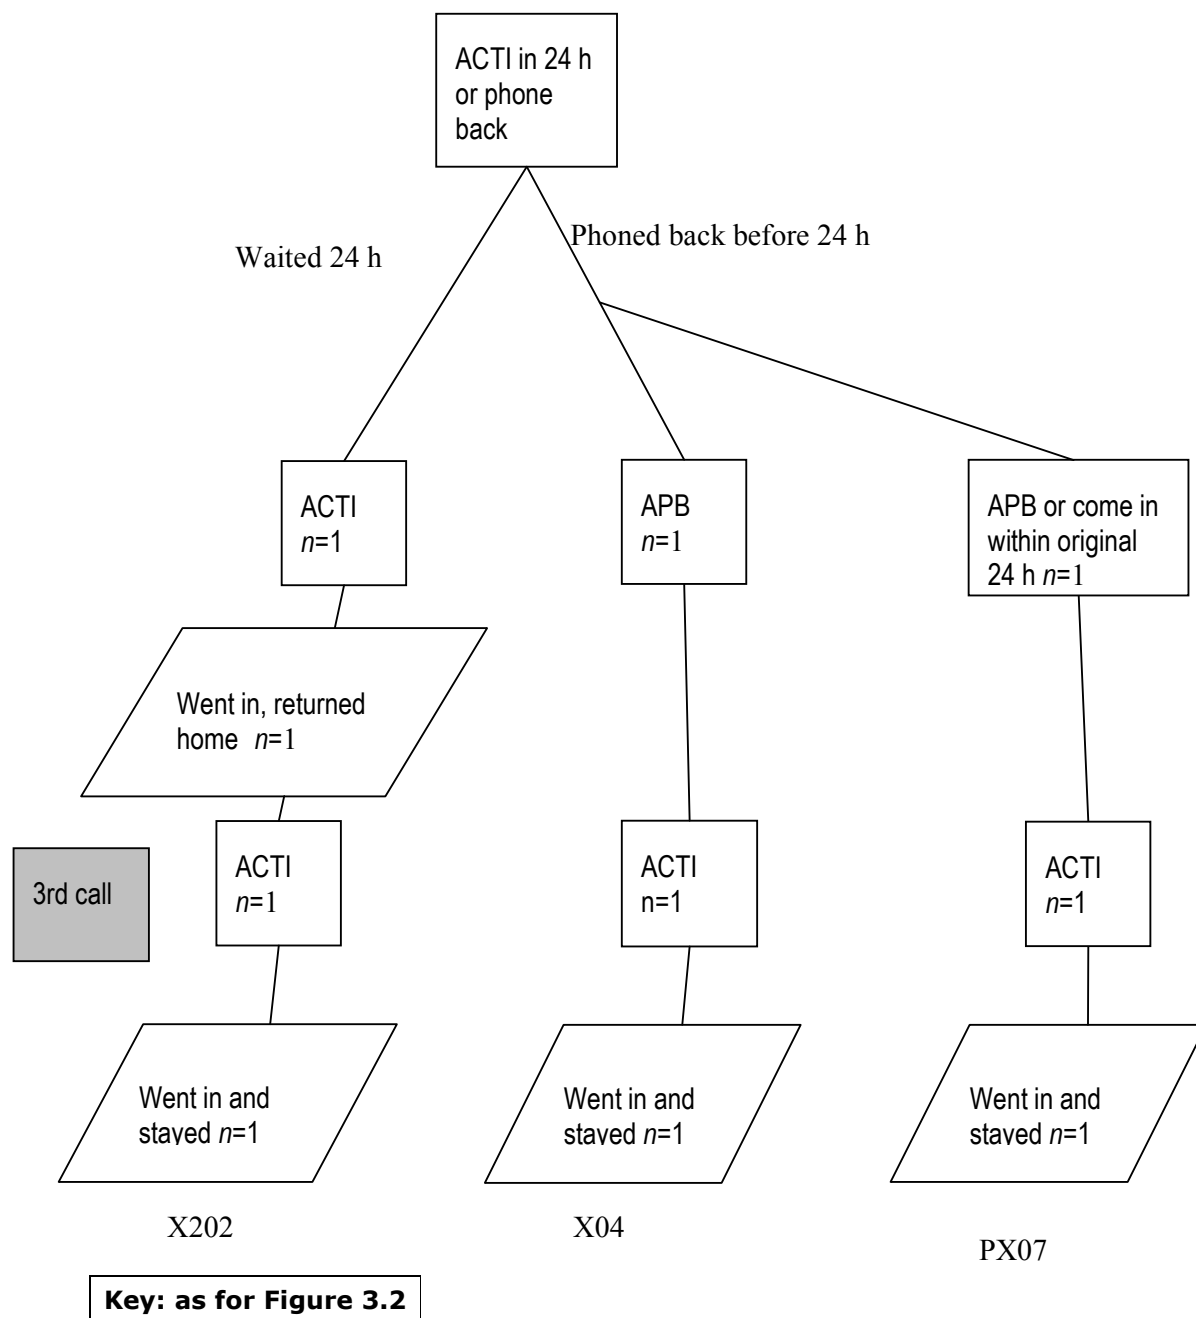 ACTI in 24 h
or phone
back
Waited 24 h
Phoned back before 24 h
ACTI
n=1
APB
n=1
APB or come in
within original
24 h n=1
Went in, returned
home n=1
3rd call
ACTI
n=1
ACTI
n=1
ACTI
n=1
Went in and
stayed n=1
Went in and
stayed n=1
Went in and
stayed n=1
X202
X04
PX07
Key: as for Figure 3.2